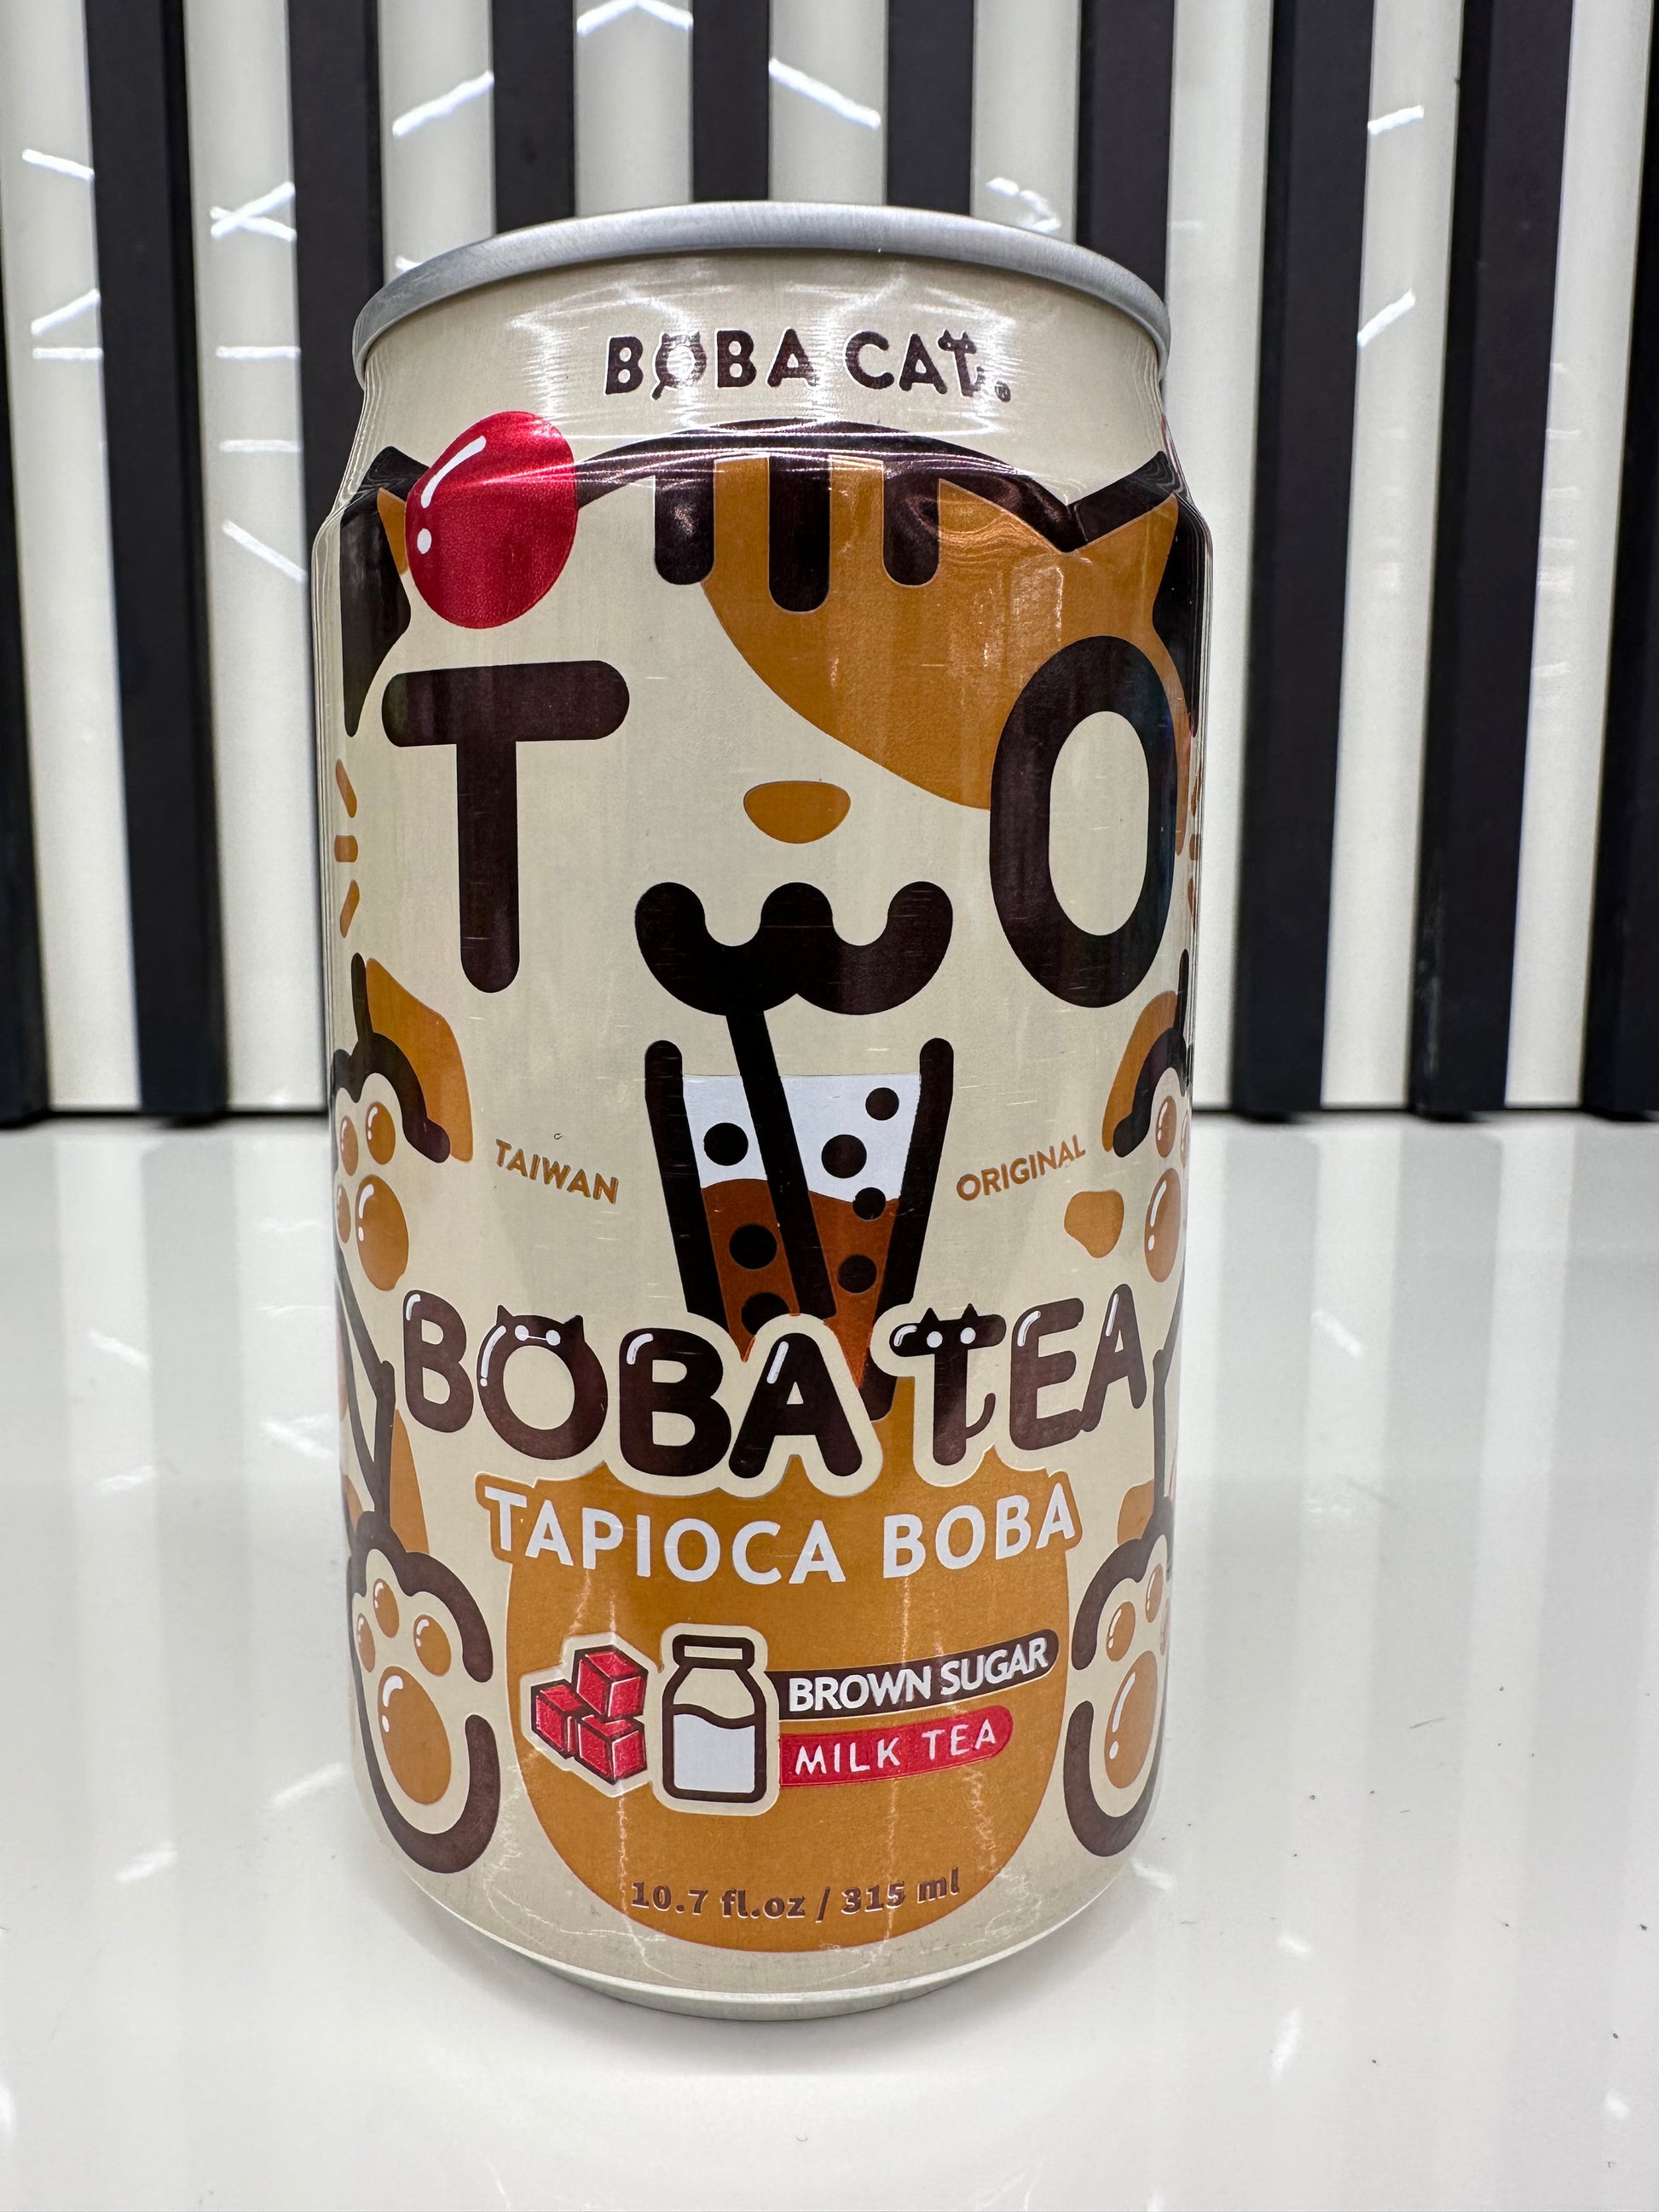 BOBA CAT®
T O
TAIWAN
ORIGINAL
BOBA TEA
TAPIOCA BOBA
BROWN SUGAR
MILK TEA
10.7 fl.oz / 315 ml